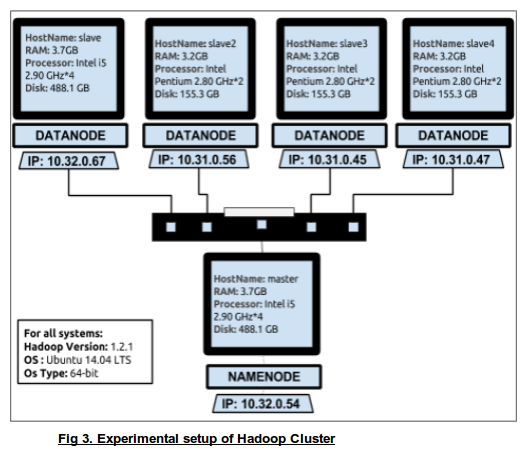 HostName: slave
RAM: 3.7GB
Processor: Intel i5
2.90 GHz*4
Disk: 488.1 GB
DATANODE
IP: 10.32.0.67
HostName: slave2
RAM: 3.2GB
Processor: Intel
Pentium 2.80 GHz*2
Disk: 155.3 GB
DATANODE
IP: 10.31.0.56
HostName: slave3
RAM: 3.2GB
Processor: Intel
Pentium 2.80 GHz*2
Disk: 155.3 GB
DATANODE
IP: 10.31.0.45
HostName: slave4
RAM: 3.2GB
Processor: Intel
Pentium 2.80 GHz*2
Disk: 155.3 GB
DATANODE
IP: 10.31.0.47
HostName: master
RAM: 3.7GB
Processor: Intel i5
2.90 GHz*4
Disk: 488.1 GB
NAMENODE
IP: 10.32.0.54
For all systems:
Hadoop Version: 1.2.1
OS : Ubuntu 14.04 LTS
Os Type: 64-bit
Fig 3. Experimental setup of Hadoop Cluster